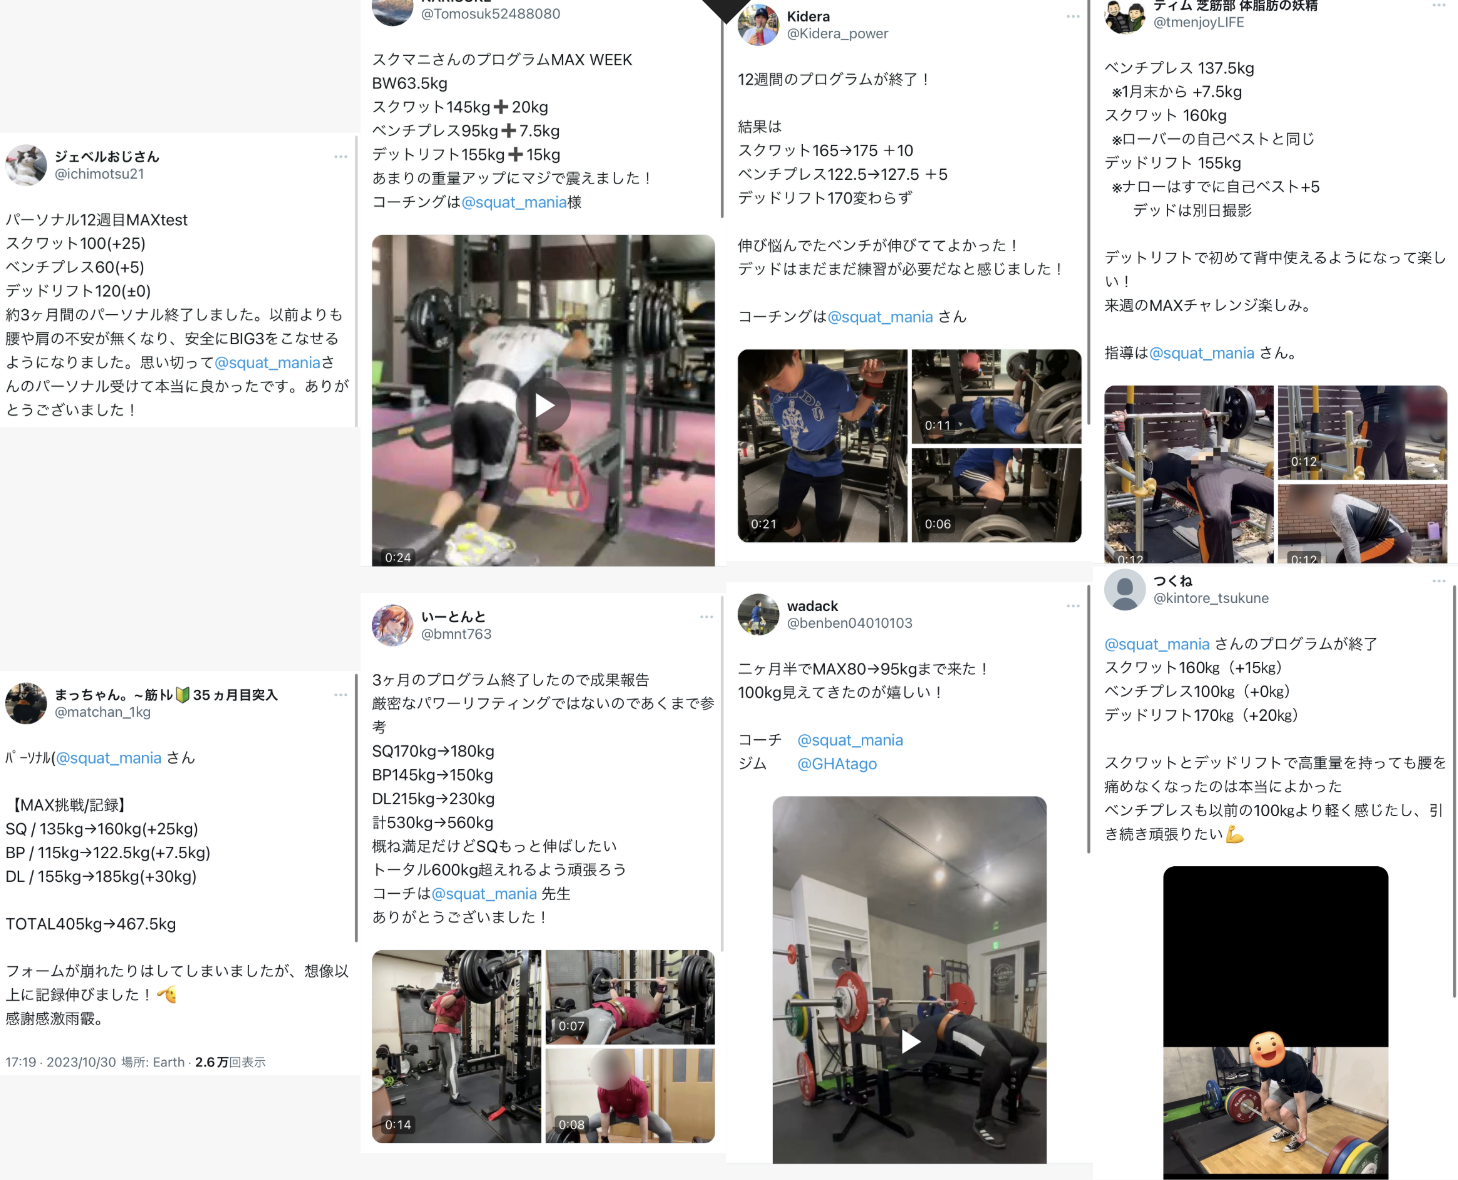 ジェベルおじさん
@ichimotsu21
パーソナル12週目MAXtest
スクワット100(+25)
ベンチプレス60(+5)
デッドリフト120(±0)
約3ヶ月間のパーソナル終了しました。以前よりも
腰や肩の不安が無くなり、安全にBIG3をこなせる
ようになりました。思い切って@squat_maniaさ
んのパーソナル受けて本当に良かったです。ありが
とうございました！
まっちゃん。~筋トレ🔰35ヵ月目突入
@matchan_1kg
ﾊﾟｰｿﾅﾙ(@squat_mania さん
【MAX挑戦/記録】
SQ / 135kg→160kg(+25kg)
BP / 115kg→122.5kg(+7.5kg)
DL / 155kg→185kg(+30kg)
TOTAL405kg→467.5kg
フォームが崩れたりはしてしまいましたが、想像以
上に記録伸びました！🫡
感謝感激雨霰。
17:19 · 2023/10/30 場所: Earth · 2.6万回表示
@Tomosuk52488080
スクマニさんのプログラムMAX WEEK
BW63.5kg
スクワット145kg➕20kg
ベンチプレス95kg➕7.5kg
デットリフト155kg➕15kg
あまりの重量アップにマジで震えました！
コーチングは@squat_mania様
0:24
いーとんと
@bmnt763
3ヶ月のプログラム終了したので成果報告
厳密なパワーリフティングではないのであくまで参
考
SQ170kg→180kg
BP145kg→150kg
DL215kg→230kg
計530kg→560kg
概ね満足だけどSQもっと伸ばしたい
トータル600kg超えれるよう頑張ろう
コーチは@squat_mania 先生
ありがとうございました！
0:14
0:07
0:08
Kidera
@Kidera_power
12週間のプログラムが終了！
結果は
スクワット165→175 ＋10
ベンチプレス122.5→127.5 ＋5
デッドリフト170変わらず
伸び悩んでたベンチが伸びててよかった！
デッドはまだまだ練習が必要だなと感じました！
コーチングは@squat_mania さん
0:21
0:11
0:06
wadack
@benben04010103
二ヶ月半でMAX80→95kgまで来た！
100kg見えてきたのが嬉しい！
コーチ　@squat_mania
ジム　　@GHAtago
ティム 芝筋部 体脂肪の妖精
@tmenjoyLIFE
ベンチプレス 137.5kg
※1月末から +7.5kg
スクワット 160kg
※ローバーの自己ベストと同じ
デッドリフト 155kg
※ナローはすでに自己ベスト+5
デッドは別日撮影
デットリフトで初めて背中使えるようになって楽し
い！
来週のMAXチャレンジ楽しみ。
指導は@squat_mania さん。
0:12
0:12
0:12
つくね
@kintore_tsukune
@squat_mania さんのプログラムが終了
スクワット160㎏（+15㎏）
ベンチプレス100㎏（+0㎏）
デッドリフト170㎏（+20㎏）
スクワットとデッドリフトで高重量を持っても腰を
痛めなくなったのは本当によかった
ベンチプレスも以前の100㎏より軽く感じたし、引
き続き頑張りたい💪